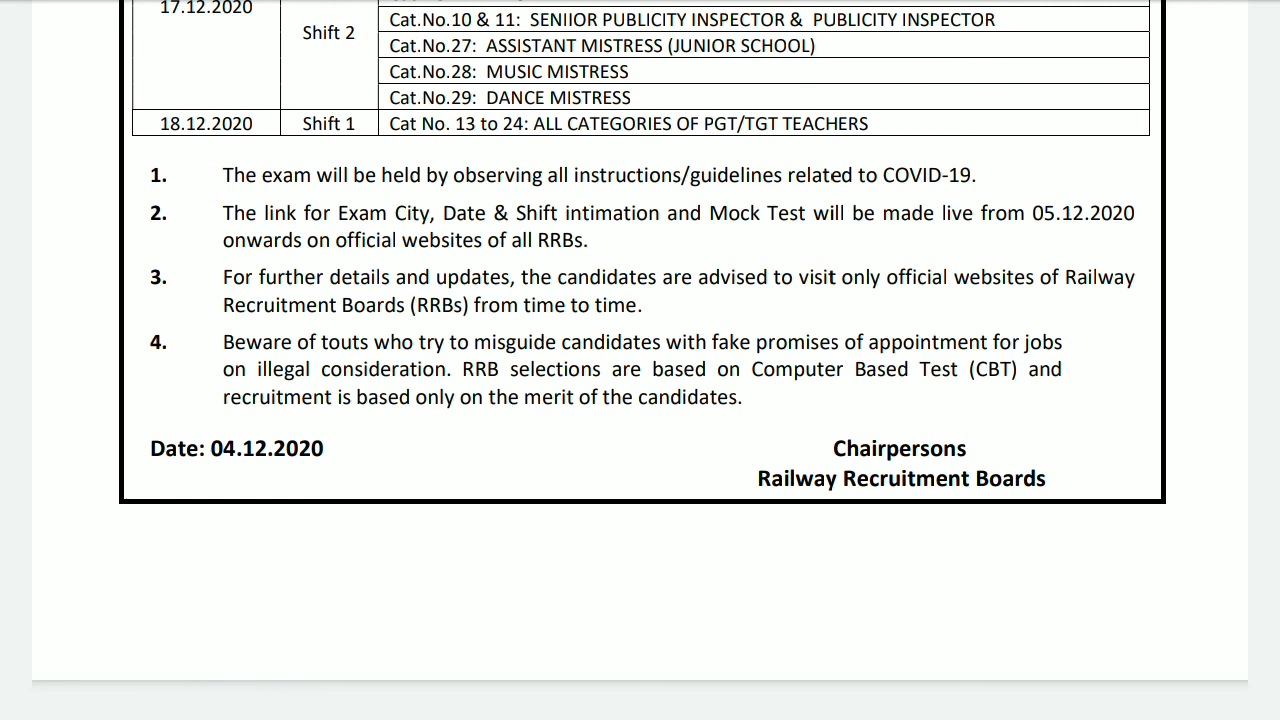 17.12.2020
Shift 2
Cat.No.10 & 11: SENIIOR PUBLICITY INSPECTOR & PUBLICITY INSPECTOR
Cat.No.27: ASSISTANT MISTRESS (JUNIOR SCHOOL)
Cat.No.28: MUSIC MISTRESS
Cat.No.29: DANCE MISTRESS
18.12.2020 Shift 1 Cat No. 13 to 24: ALL CATEGORIES OF PGT/TGT TEACHERS
1. The exam will be held by observing all instructions/guidelines related to COVID-19.
2. The link for Exam City, Date & Shift intimation and Mock Test will be made live from 05.12.2020
onwards on official websites of all RRBs.
3. For further details and updates, the candidates are advised to visit only official websites of Railway
Recruitment Boards (RRBs) from time to time.
4. Beware of touts who try to misguide candidates with fake promises of appointment for jobs
on illegal consideration. RRB selections are based on Computer Based Test (CBT) and
recruitment is based only on the merit of the candidates.
Date: 04.12.2020 Chairpersons
Railway Recruitment Boards